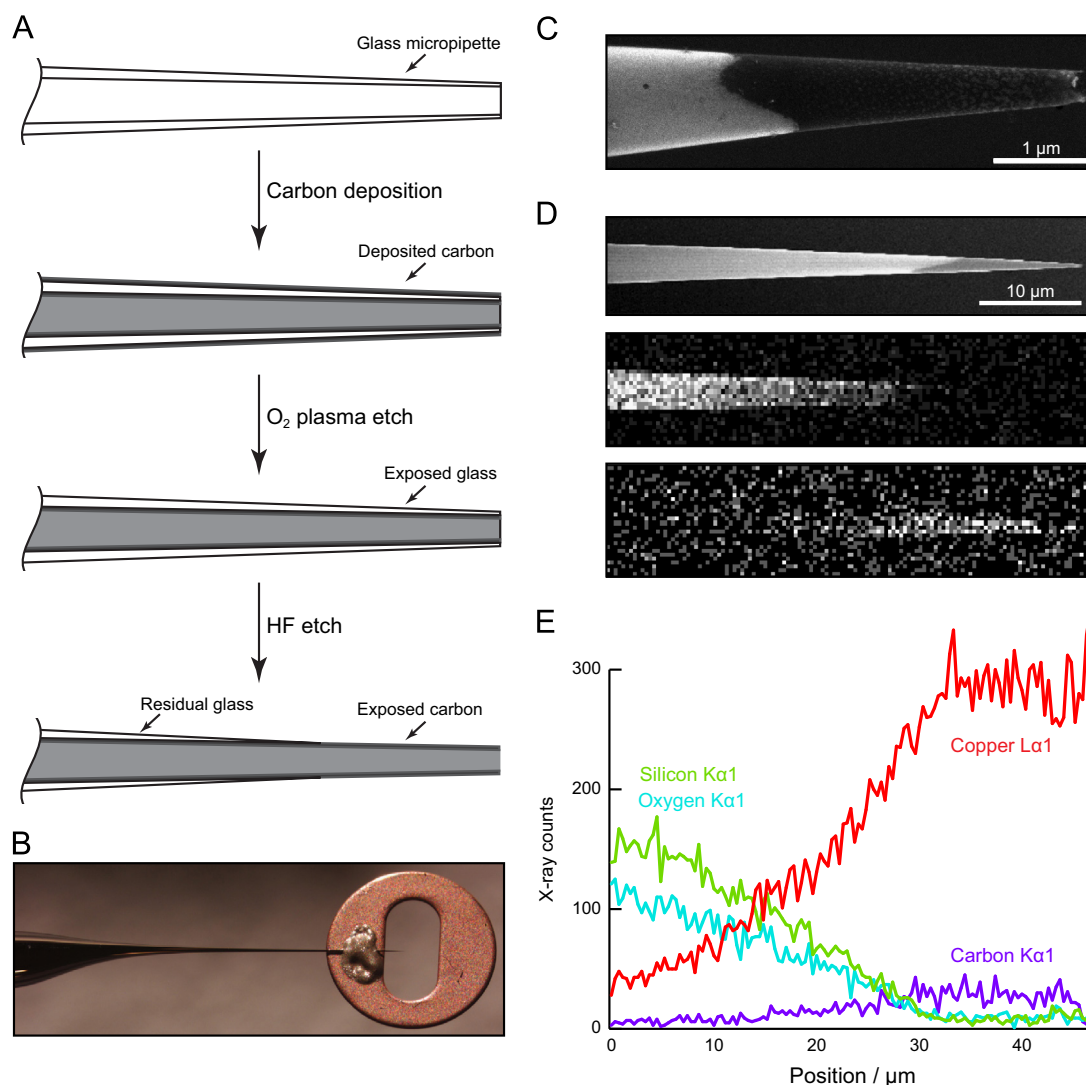 A
Glass micropipette
Carbon deposition
Deposited carbon
O₂ plasma etch
Exposed glass
HF etch
Residual glass
Exposed carbon
B
C
1 µm
D
10 µm
E
300
200
100
0
X-ray counts
Copper Lα1
Silicon Kα1
Oxygen Kα1
Carbon Kα1
0
10
20
30
40
Position / µm